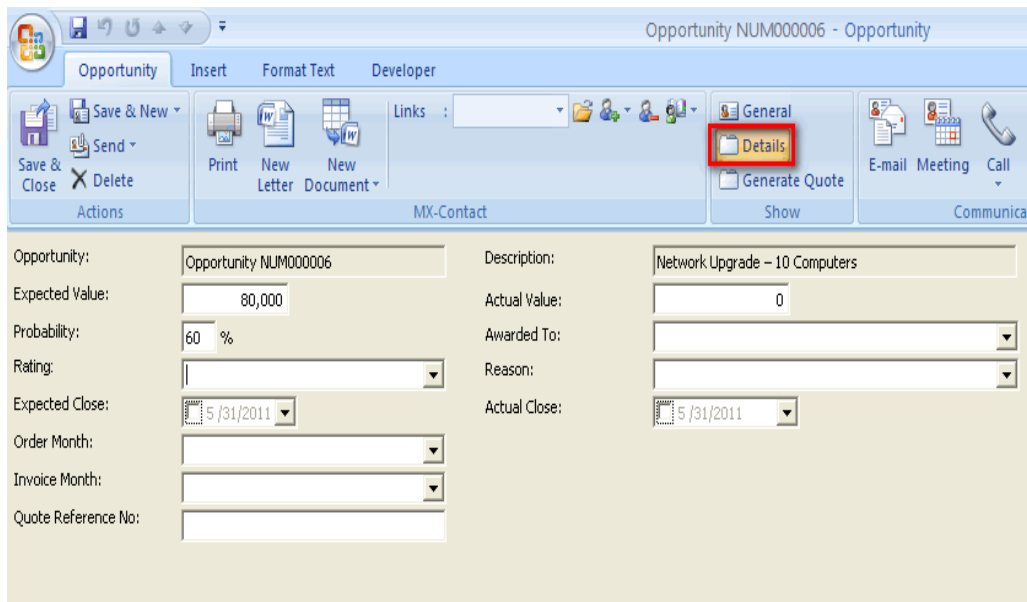 Opportunity NUM000006 - Opportunity
Opportunity Insert Format Text Developer
Save & Close
Save & New
Send
Delete
Actions
Print
New Letter
New Document
Links :
MX-Contact
General
Details
Generate Quote
Show
E-mail Meeting Call
Communica
Opportunity: Opportunity NUM000006 Description: Network Upgrade – 10 Computers
Expected Value: 80,000 Actual Value: 0
Probability: 60 % Awarded To:
Rating: Reason:
Expected Close: 5 /31/2011 Actual Close: 5 /31/2011
Order Month:
Invoice Month:
Quote Reference No: